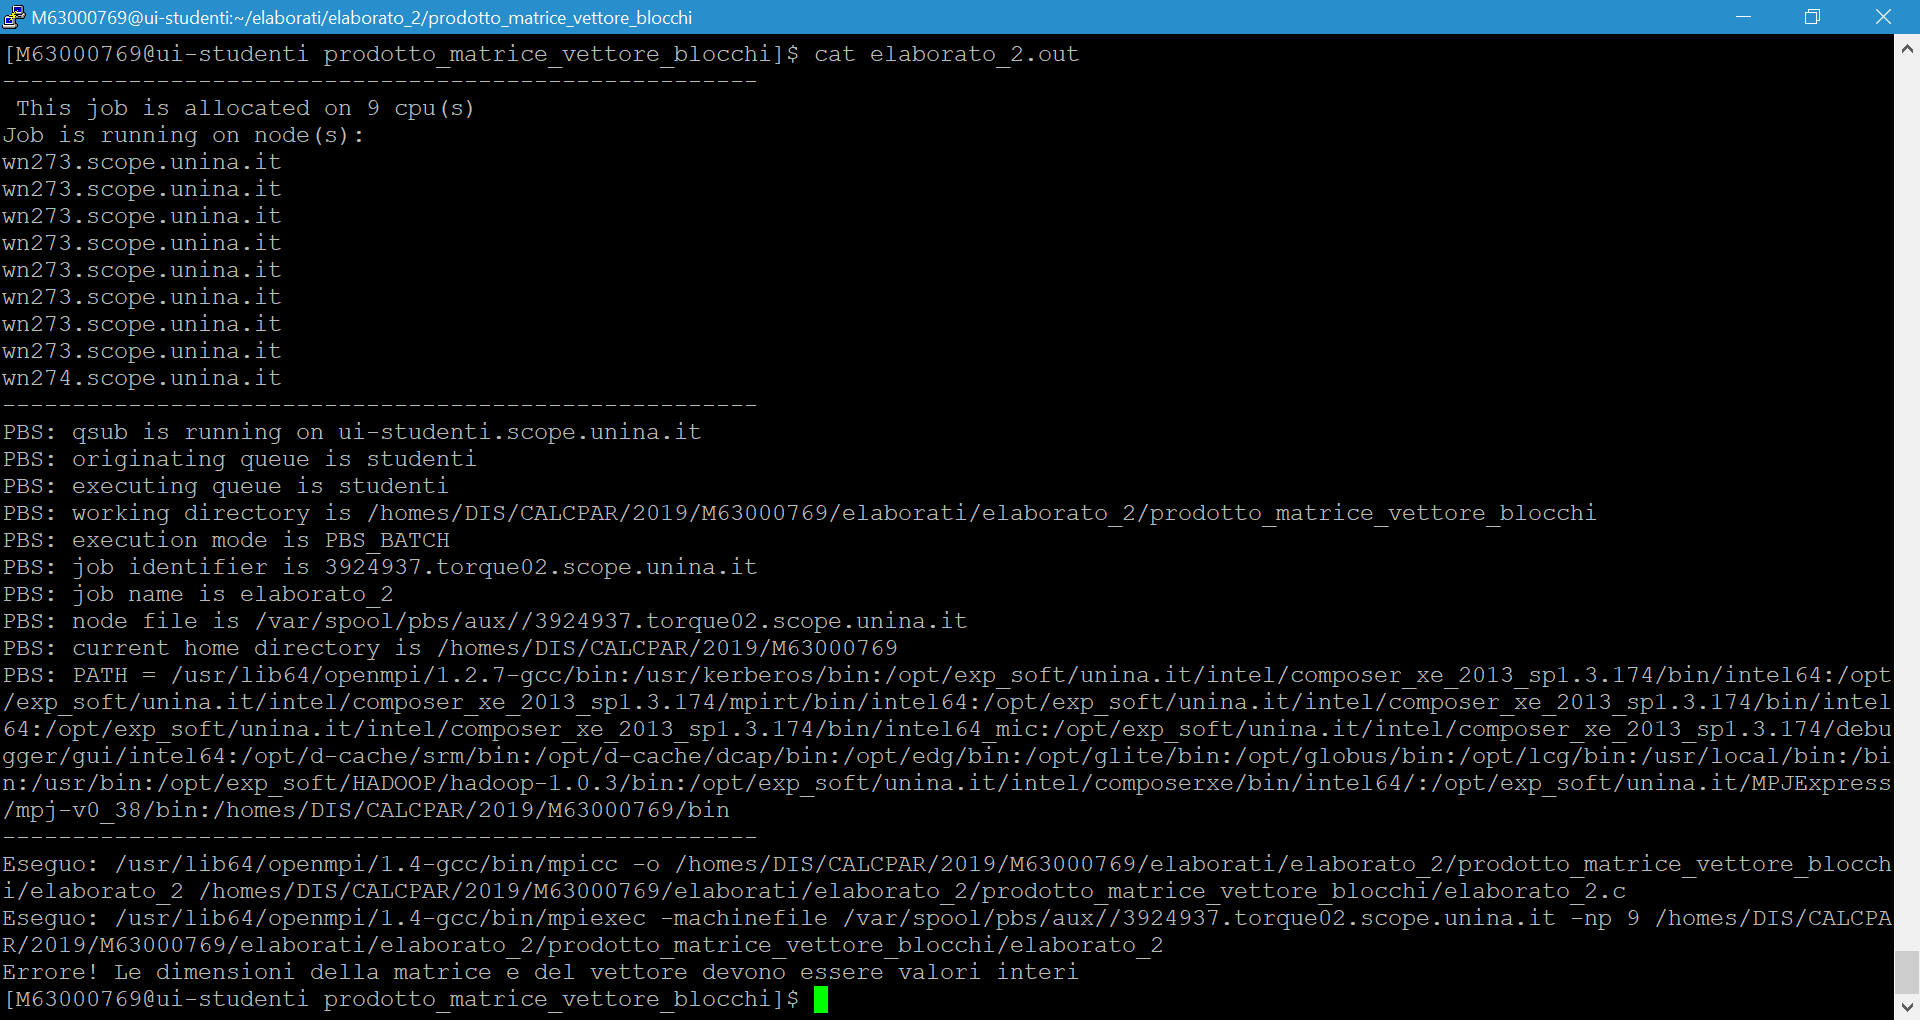 M63000769@ui-studenti:~/elaborati/elaborato_2/prodotto_matrice_vettore_blocchi
[M63000769@ui-studenti prodotto_matrice_vettore_blocchi]$ cat elaborato_2.out
------------------------------------------------------
 This job is allocated on 9 cpu(s)
Job is running on node(s):
wn273.scope.unina.it
wn273.scope.unina.it
wn273.scope.unina.it
wn273.scope.unina.it
wn273.scope.unina.it
wn273.scope.unina.it
wn273.scope.unina.it
wn273.scope.unina.it
wn274.scope.unina.it
------------------------------------------------------
PBS: qsub is running on ui-studenti.scope.unina.it
PBS: originating queue is studenti
PBS: executing queue is studenti
PBS: working directory is /homes/DIS/CALCPAR/2019/M63000769/elaborati/elaborato_2/prodotto_matrice_vettore_blocchi
PBS: execution mode is PBS_BATCH
PBS: job identifier is 3924937.torque02.scope.unina.it
PBS: job name is elaborato_2
PBS: node file is /var/spool/pbs/aux//3924937.torque02.scope.unina.it
PBS: current home directory is /homes/DIS/CALCPAR/2019/M63000769
PBS: PATH = /usr/lib64/openmpi/1.2.7-gcc/bin:/usr/kerberos/bin:/opt/exp_soft/unina.it/intel/composer_xe_2013_sp1.3.174/bin/intel64:/opt
/exp_soft/unina.it/intel/composer_xe_2013_sp1.3.174/mpirt/bin/intel64:/opt/exp_soft/unina.it/intel/composer_xe_2013_sp1.3.174/bin/intel
64:/opt/exp_soft/unina.it/intel/composer_xe_2013_sp1.3.174/bin/intel64_mic:/opt/exp_soft/unina.it/intel/composer_xe_2013_sp1.3.174/debu
gger/gui/intel64:/opt/d-cache/srm/bin:/opt/d-cache/dcap/bin:/opt/edg/bin:/opt/glite/bin:/opt/globus/bin:/opt/lcg/bin:/usr/local/bin:/bi
n:/usr/bin:/opt/exp_soft/HADOOP/hadoop-1.0.3/bin:/opt/exp_soft/unina.it/intel/composerxe/bin/intel64/:/opt/exp_soft/unina.it/MPJExpress
/mpj-v0_38/bin:/homes/DIS/CALCPAR/2019/M63000769/bin
------------------------------------------------------
Eseguo: /usr/lib64/openmpi/1.4-gcc/bin/mpicc -o /homes/DIS/CALCPAR/2019/M63000769/elaborati/elaborato_2/prodotto_matrice_vettore_blocch
i/elaborato_2 /homes/DIS/CALCPAR/2019/M63000769/elaborati/elaborato_2/prodotto_matrice_vettore_blocchi/elaborato_2.c
Eseguo: /usr/lib64/openmpi/1.4-gcc/bin/mpiexec -machinefile /var/spool/pbs/aux//3924937.torque02.scope.unina.it -np 9 /homes/DIS/CALCPA
R/2019/M63000769/elaborati/elaborato_2/prodotto_matrice_vettore_blocchi/elaborato_2
Errore! Le dimensioni della matrice e del vettore devono essere valori interi
[M63000769@ui-studenti prodotto_matrice_vettore_blocchi]$